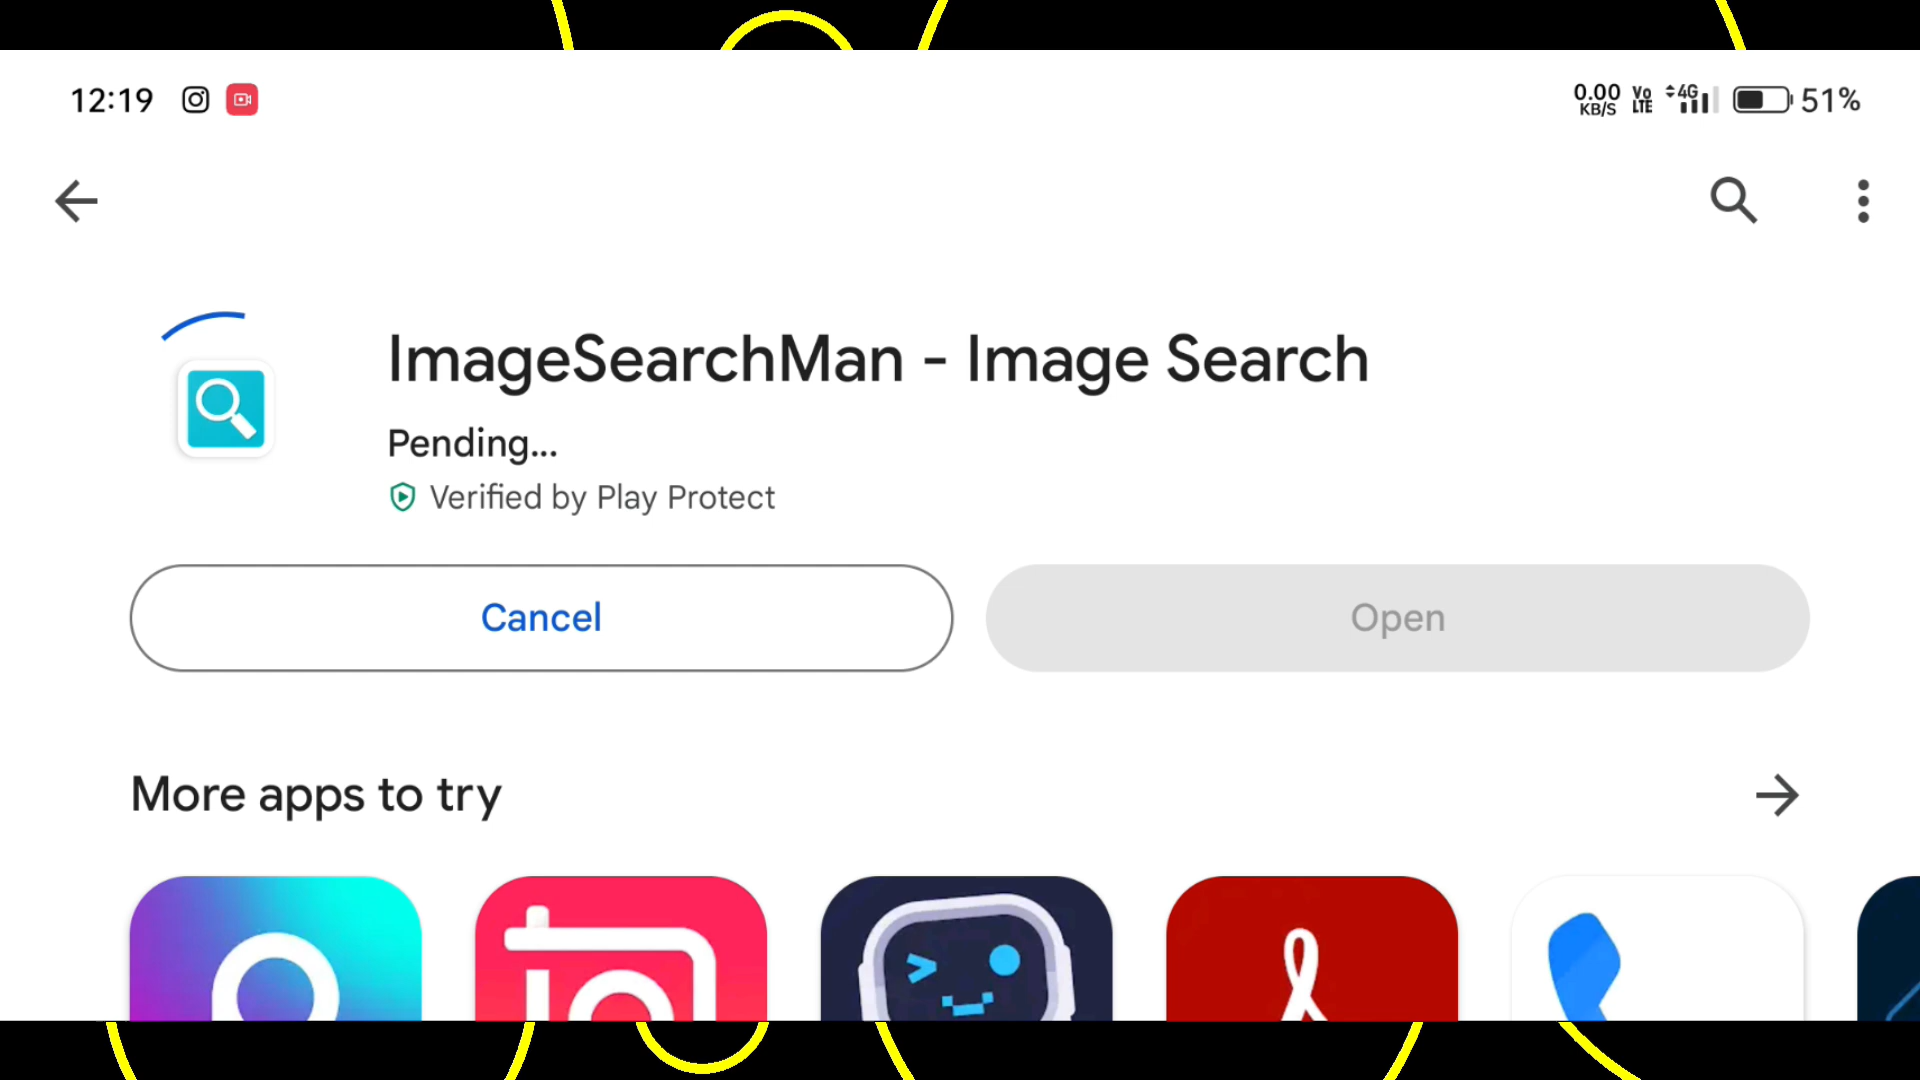 12:19
0.00 KB/S Vo LTE 4G 51%
ImageSearchMan - Image Search
Pending...
Verified by Play Protect
Cancel
Open
More apps to try